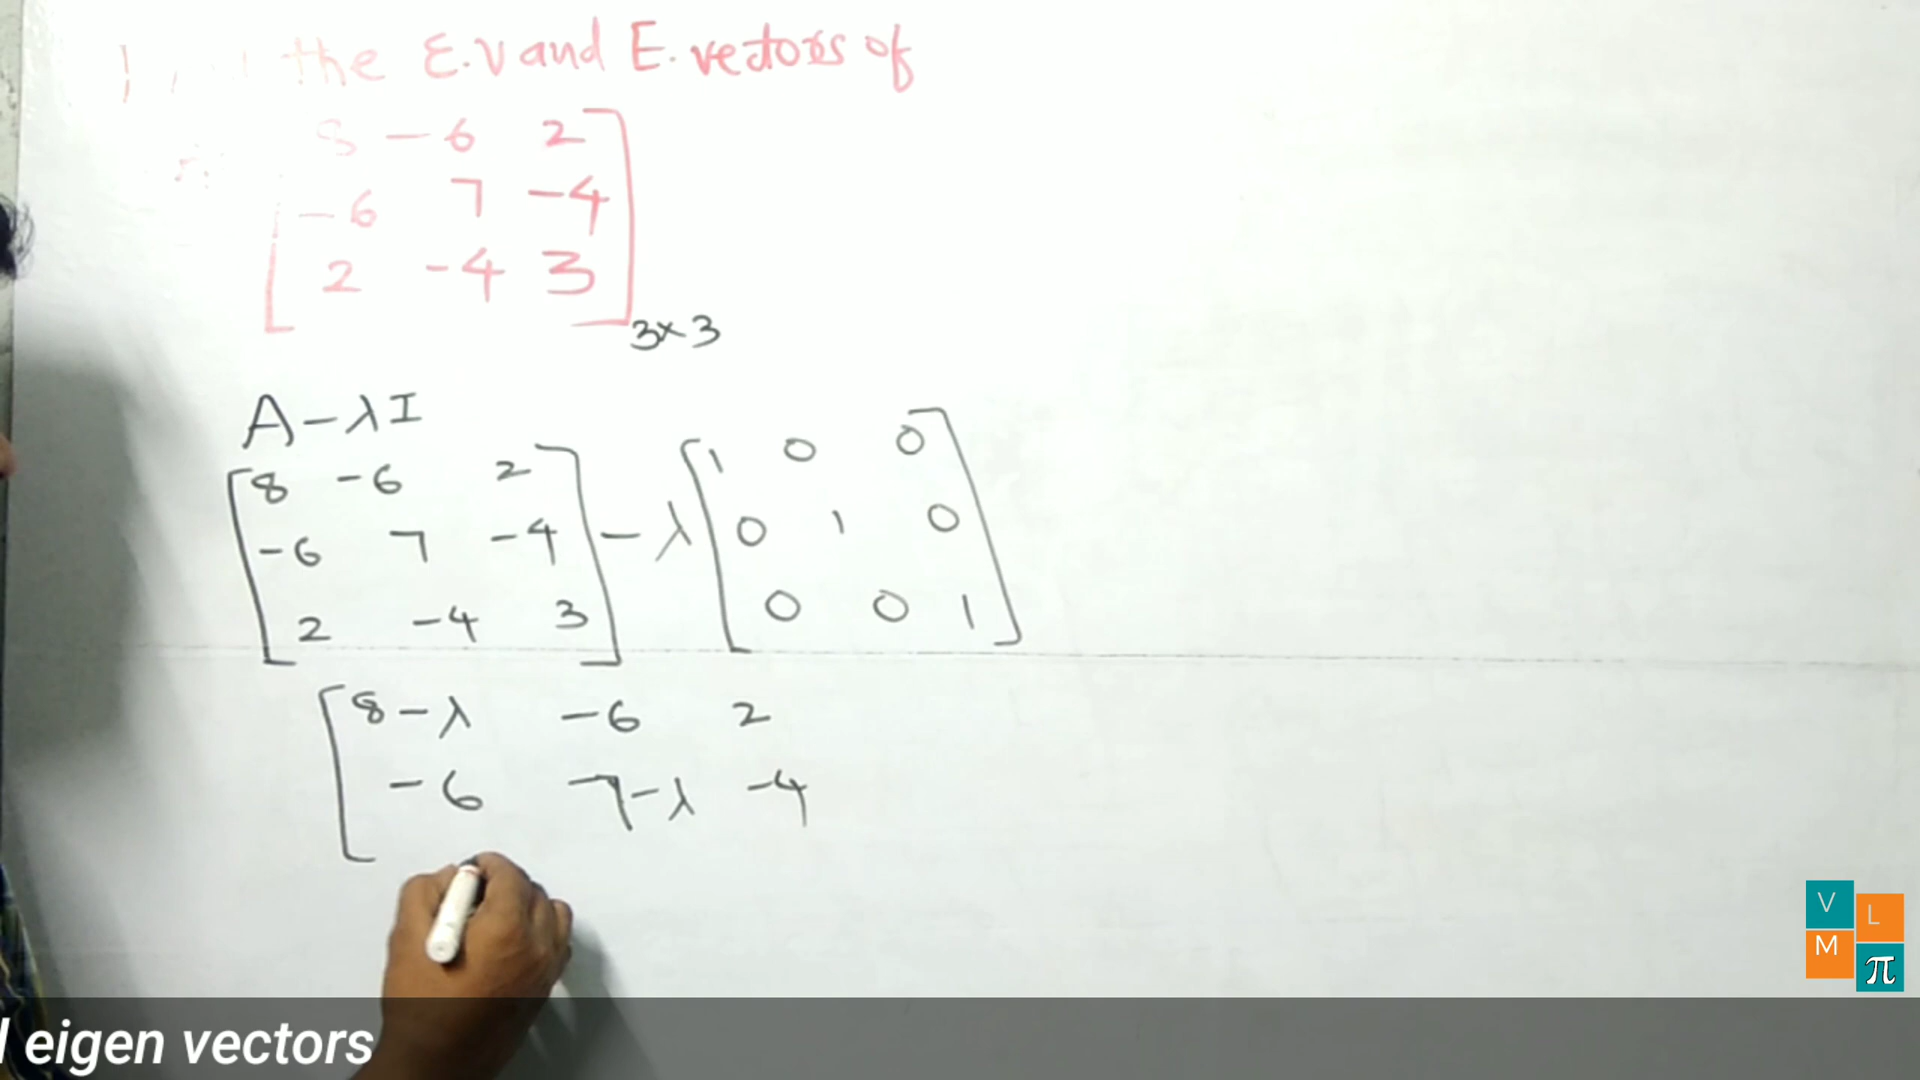 the E.V and E. vectors of
8 -6 2
-6 7 -4
2 -4 3
3×3
A-λI
8 -6 2
-6 7 -4
2 -4 3
-λ
1 0 0
0 1 0
0 0 1
8-λ -6 2
-6 7-λ -4
V L
M π
eigen vectors